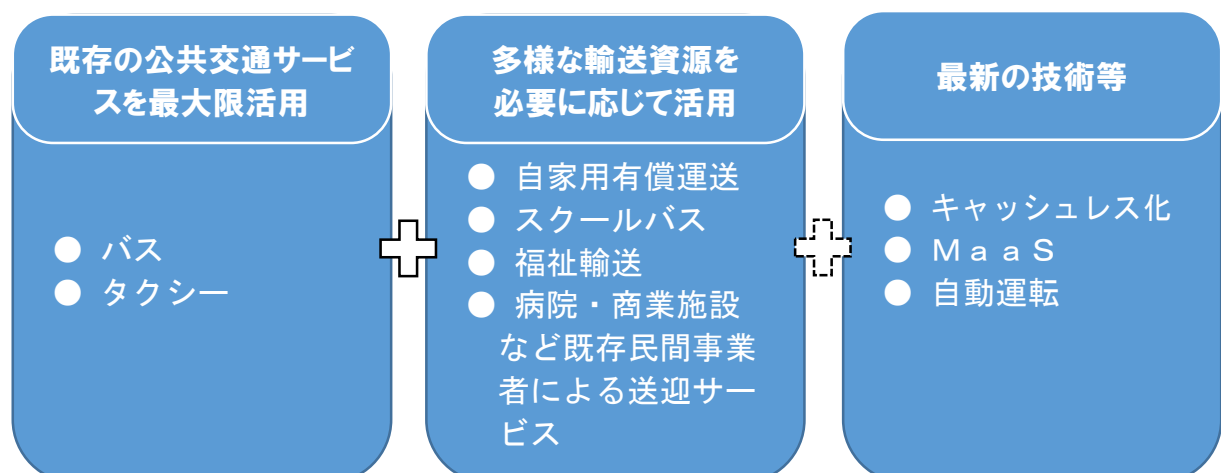 既存の公共交通サービ
スを最大限活用
● バス
● タクシー
多様な輸送資源を
必要に応じて活用
● 自家用有償運送
● スクールバス
● 福祉輸送
● 病院・商業施設
など既存民間事業
者による送迎サー
ビス
最新の技術等
● キャッシュレス化
● ＭａａＳ
● 自動運転